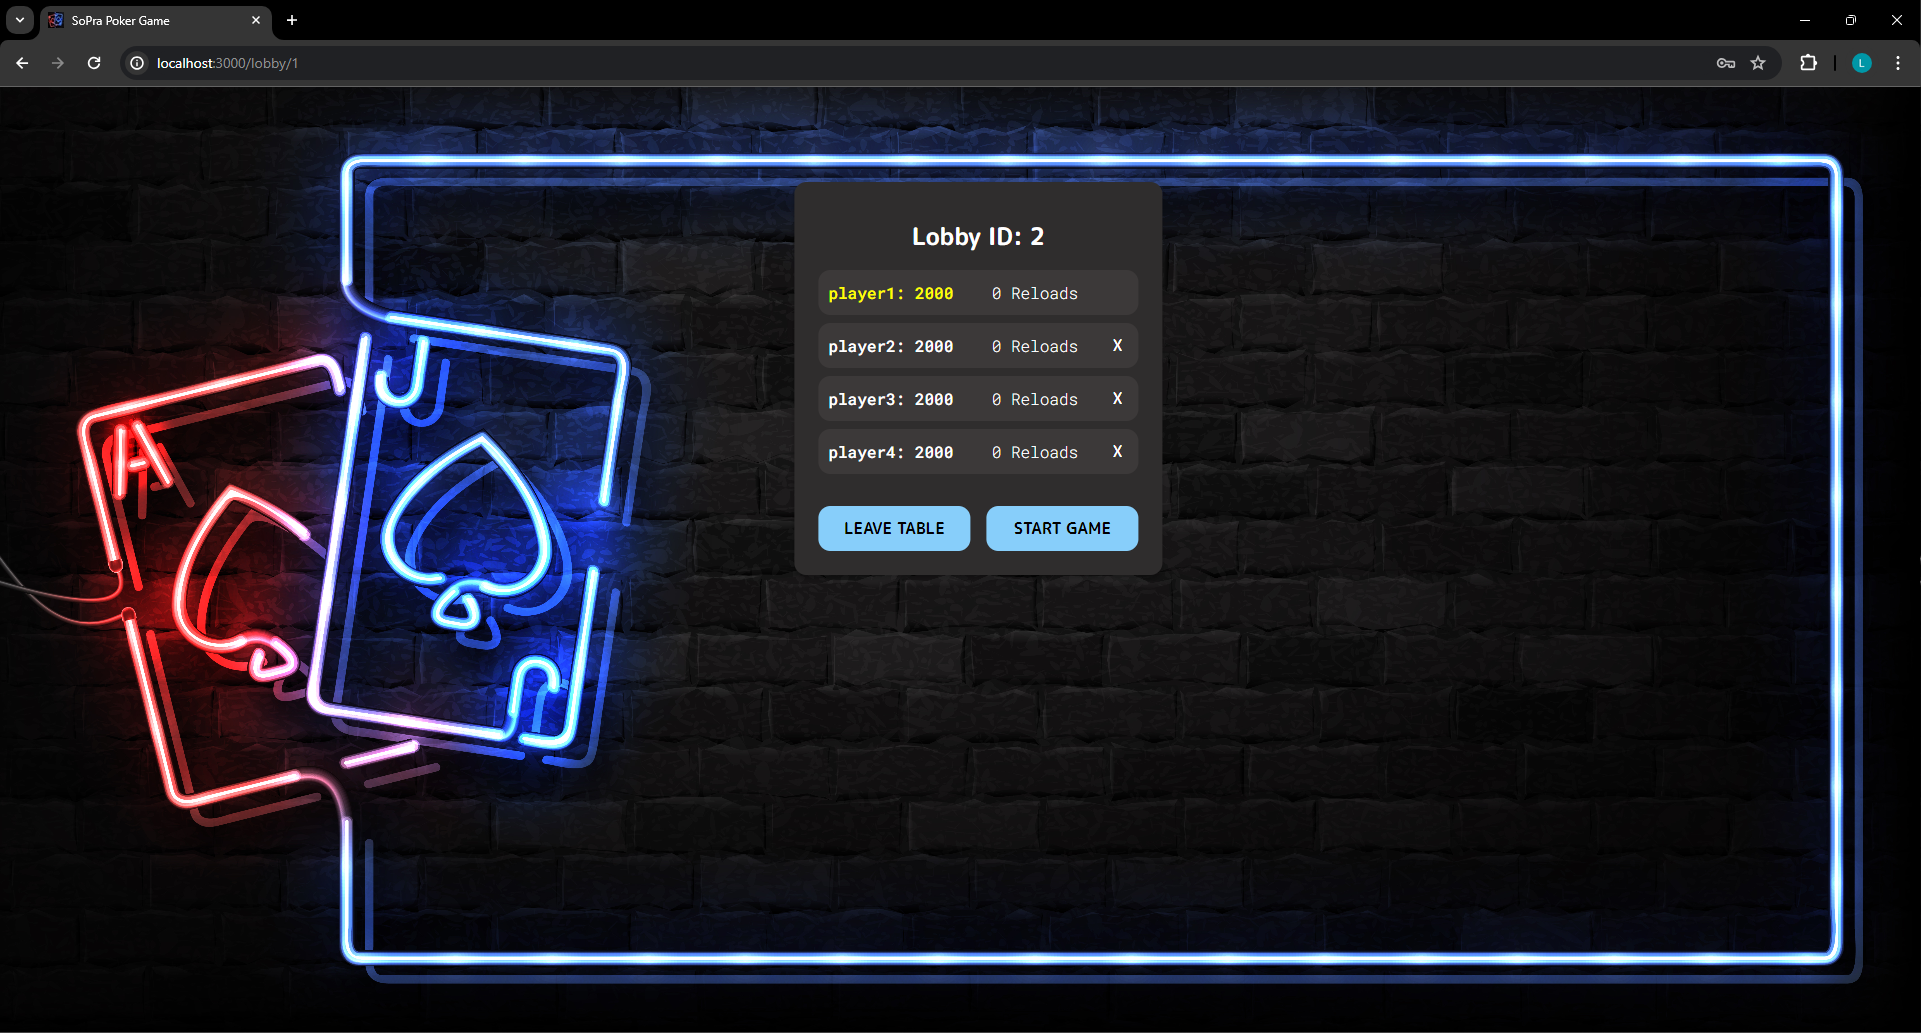 SoPra Poker Game
localhost:3000/lobby/1
L
Lobby ID: 2
player1: 2000 0 Reloads
player2: 2000 0 Reloads X
player3: 2000 0 Reloads X
player4: 2000 0 Reloads X
LEAVE TABLE START GAME
A
J
J